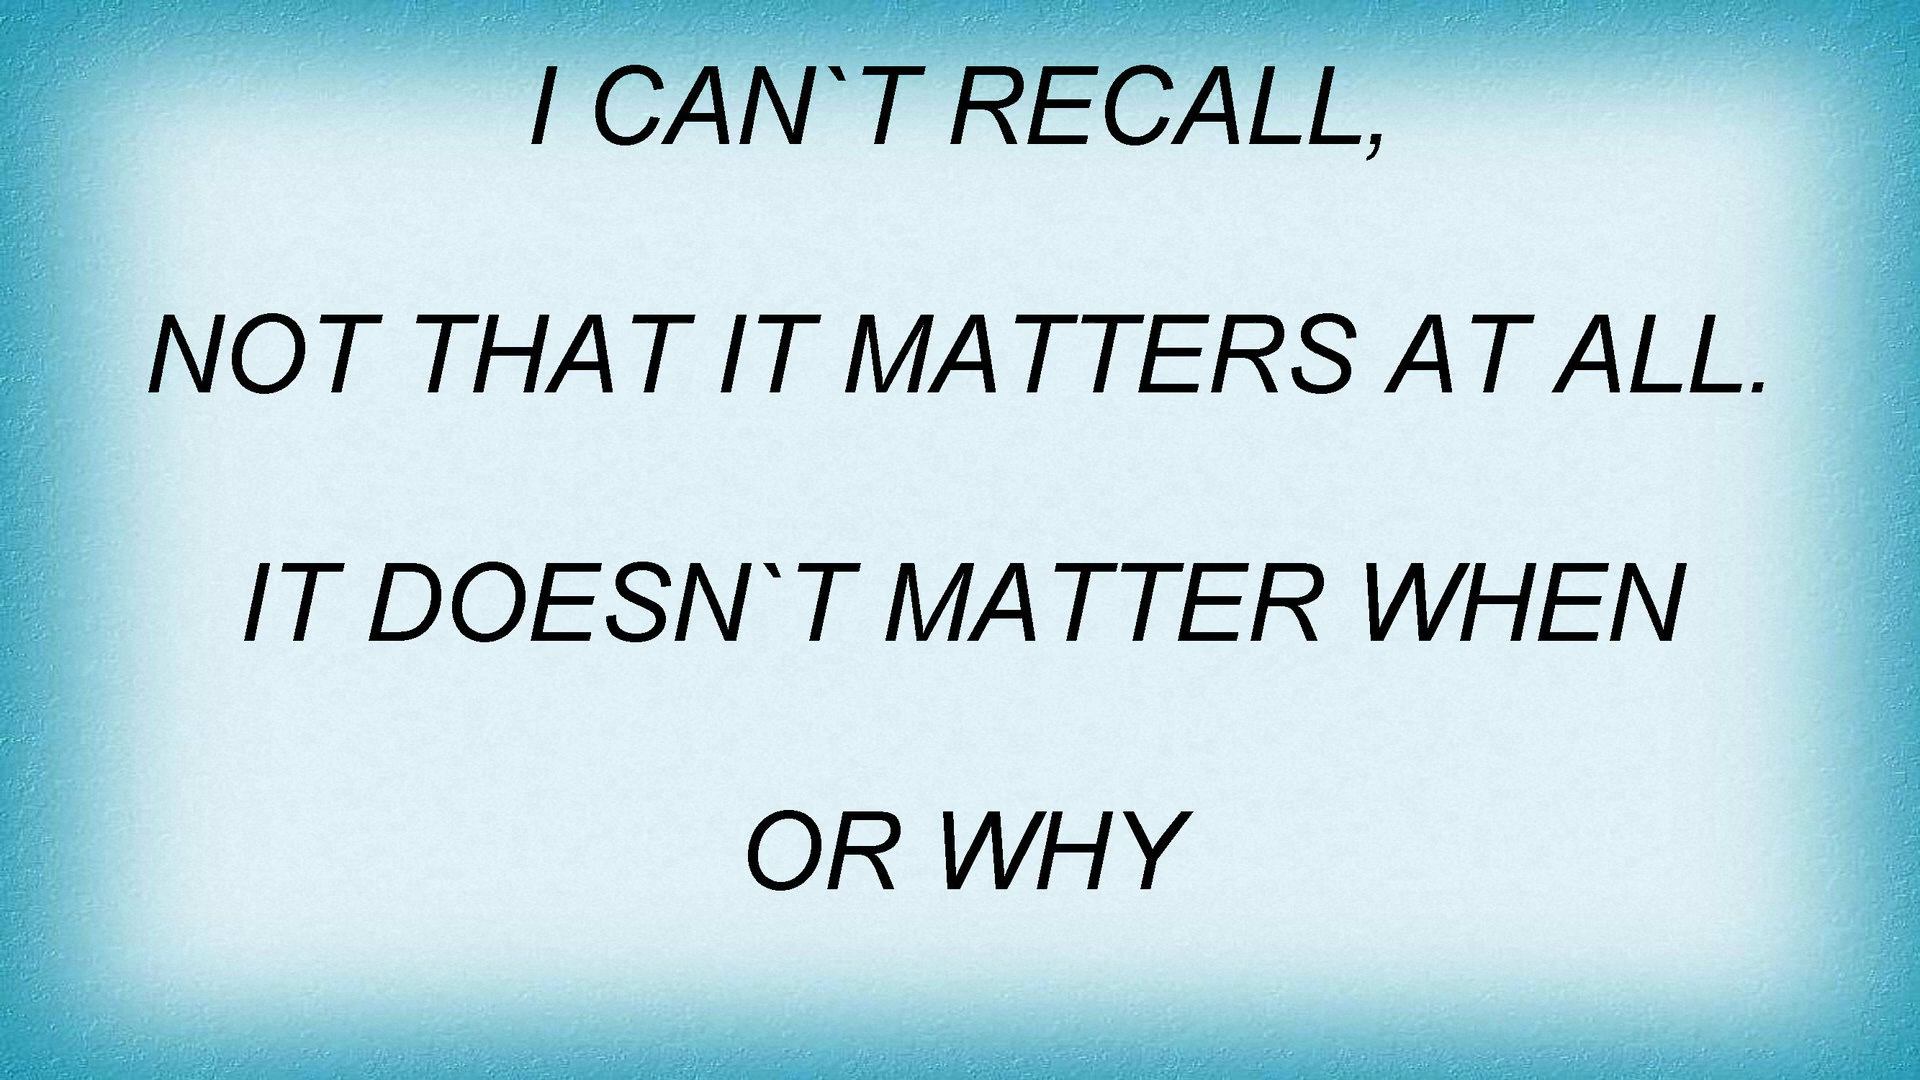 I CAN`T RECALL,
NOT THAT IT MATTERS AT ALL.
IT DOESN`T MATTER WHEN
OR WHY